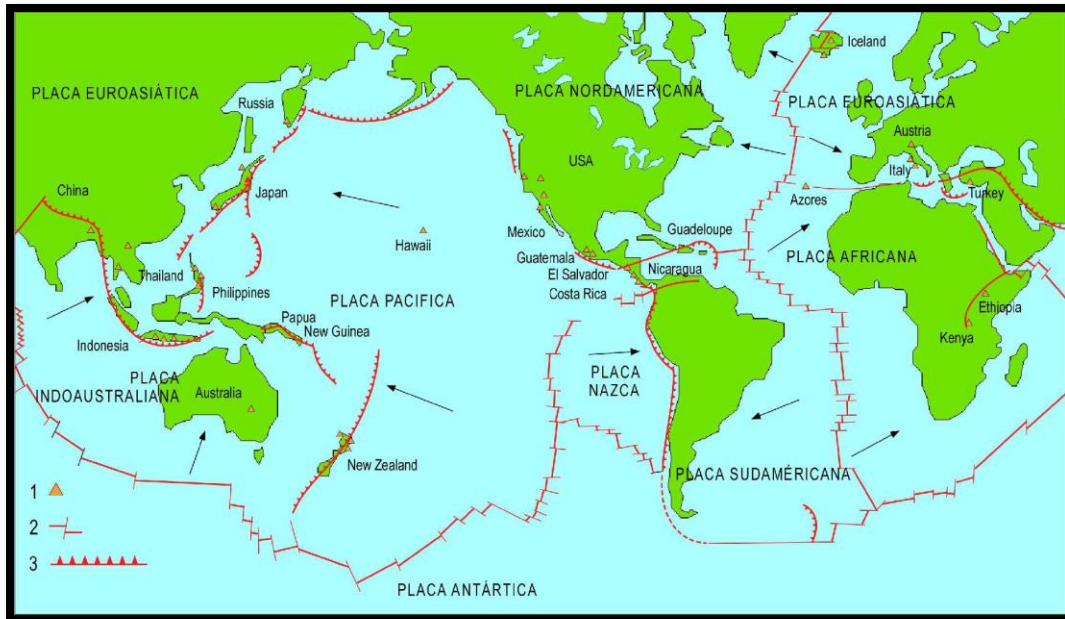 Iceland
PLACA EUROASIÁTICA
PLACA NORDAMERICANA
PLACA EUROASIÁTICA
Russia
Austria
USA
Italy
China
Japan
Azores
Turkey
Hawaii
Mexico
Guadeloupe
Guatemala
PLACA AFRICANA
Thailand
El Salvador
Nicaragua
Philippines
Costa Rica
PLACA PACIFICA
Ethiopia
Papua
New Guinea
Kenya
Indonesia
PLACA
NAZCA
PLACA
INDOAUSTRALIANA
Australia
New Zealand
PLACA SUDAMÉRICANA
1
2
3
PLACA ANTÁRTICA